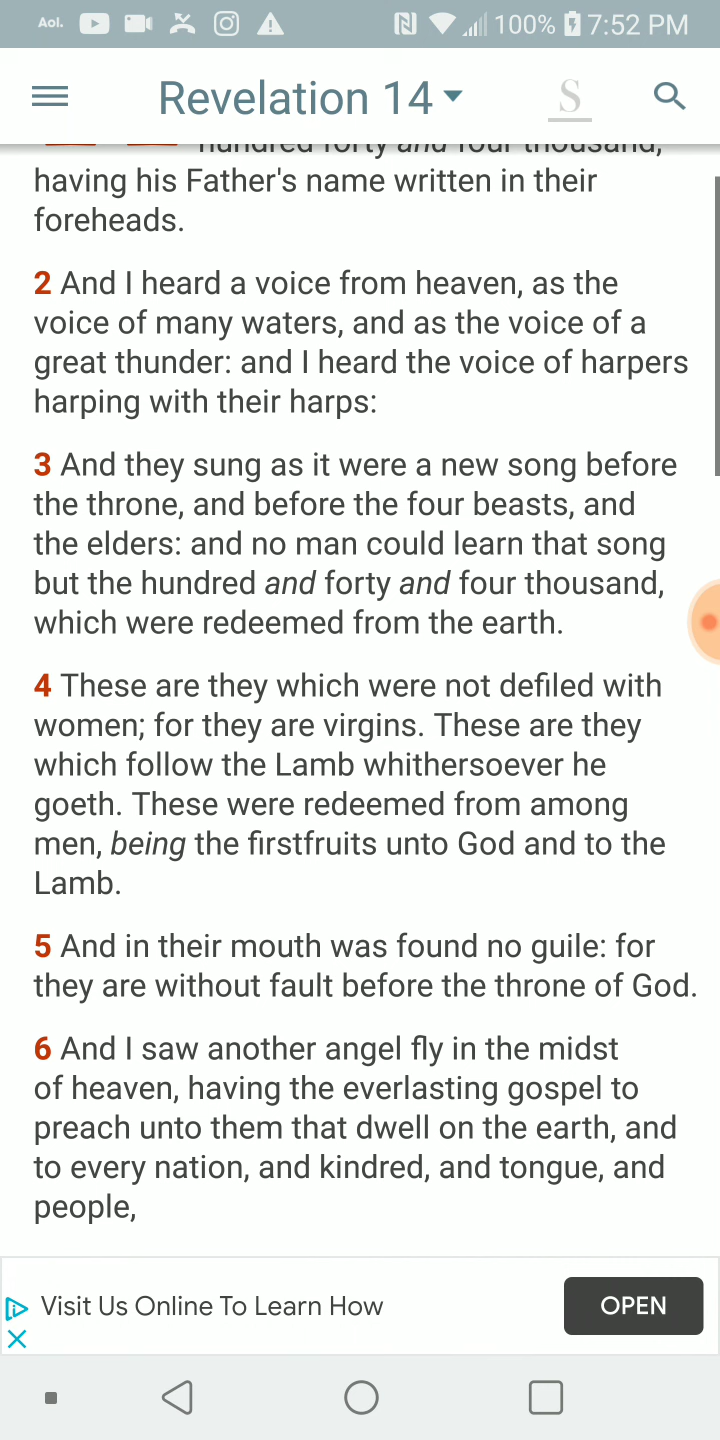 Aol.
100% 7:52 PM
Revelation 14
S
hundred forty and four thousand,
having his Father's name written in their
foreheads.
2 And I heard a voice from heaven, as the
voice of many waters, and as the voice of a
great thunder: and I heard the voice of harpers
harping with their harps:
3 And they sung as it were a new song before
the throne, and before the four beasts, and
the elders: and no man could learn that song
but the hundred and forty and four thousand,
which were redeemed from the earth.
4 These are they which were not defiled with
women; for they are virgins. These are they
which follow the Lamb whithersoever he
goeth. These were redeemed from among
men, being the firstfruits unto God and to the
Lamb.
5 And in their mouth was found no guile: for
they are without fault before the throne of God.
6 And I saw another angel fly in the midst
of heaven, having the everlasting gospel to
preach unto them that dwell on the earth, and
to every nation, and kindred, and tongue, and
people,
Visit Us Online To Learn How
OPEN